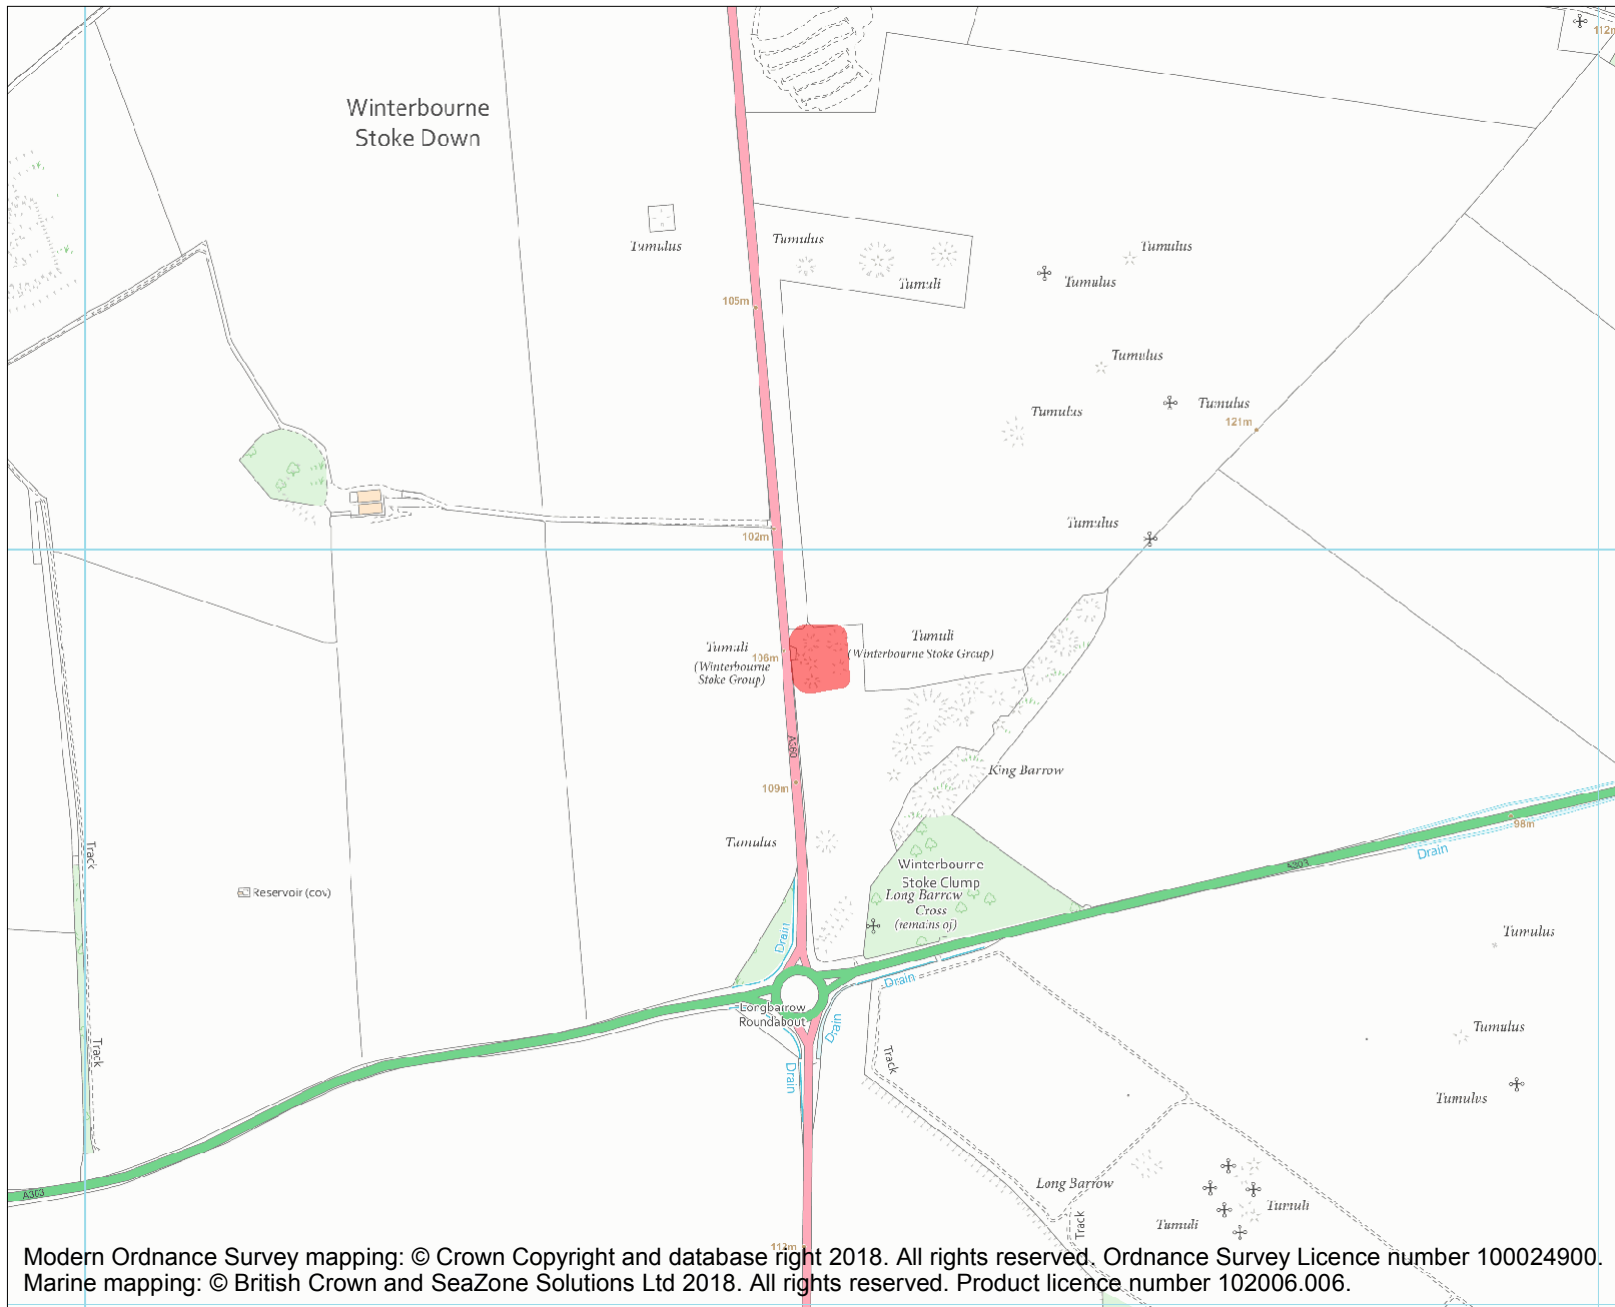 112m
Winterbourne
Stoke Down
Tumulus
Tumulus
Tumulus
Tumuli
Tumulus
105m
Tumulus
Tumulus
Tumulus
121m
Tumulus
102m
Tumuli
(Winterbourne Stoke Group)
Tumuli
(Winterbourne
Stoke Group)
106m
A360
King Barrow
109m
98m
Tumulus
Drain
A303
Track
Winterbourne
Stoke Clump
Long Barrow
Cross
(remains of)
Reservoir (cov)
Drain
Tumulus
Drain
Longbarrow
Roundabout
Drain
Tumulus
Track
Track
Drain
Tumulus
Long Barrow
Tumuli
Tumuli
Track
A303
113m
Modern Ordnance Survey mapping: © Crown Copyright and database right 2018. All rights reserved. Ordnance Survey Licence number 100024900.
Marine mapping: © British Crown and SeaZone Solutions Ltd 2018. All rights reserved. Product licence number 102006.006.